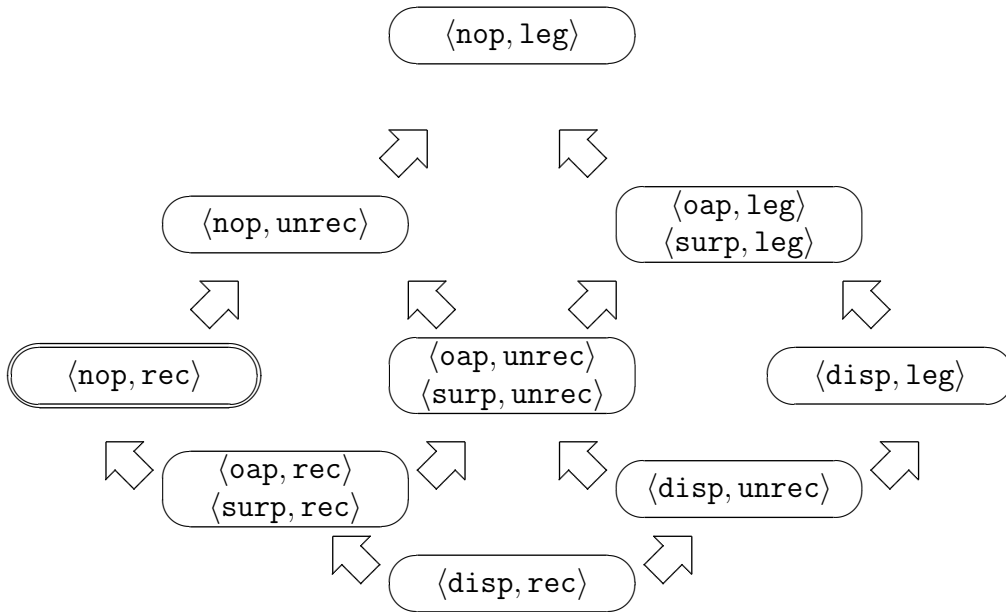 ⟨nop, leg⟩
⟨nop, unrec⟩
⟨oap, leg⟩
⟨surp, leg⟩
⟨nop, rec⟩
⟨oap, unrec⟩
⟨surp, unrec⟩
⟨disp, leg⟩
⟨oap, rec⟩
⟨surp, rec⟩
⟨disp, unrec⟩
⟨disp, rec⟩